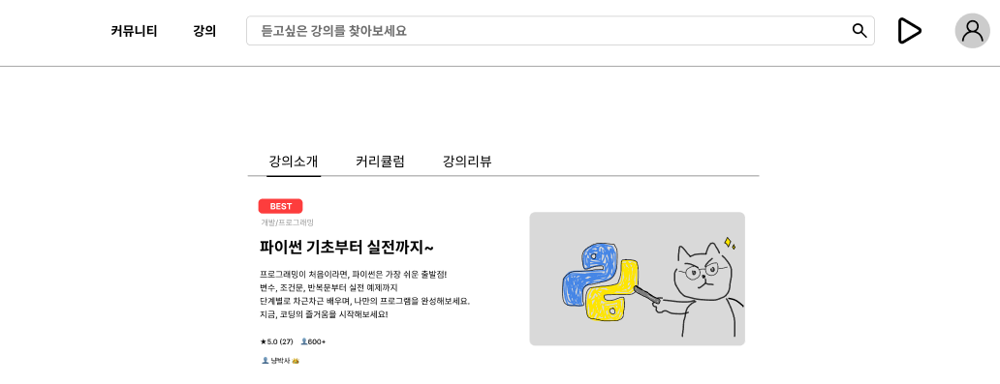 커뮤니티 강의 듣고싶은 강의를 찾아보세요
강의소개 커리큘럼 강의리뷰
BEST
개발/프로그래밍
파이썬 기초부터 실전까지~
프로그래밍이 처음이라면, 파이썬은 가장 쉬운 출발점!
변수, 조건문, 반복문부터 실전 예제까지
단계별로 차근차근 배우며, 나만의 프로그램을 완성해보세요.
지금, 코딩의 즐거움을 시작해보세요!
★5.0 (27) 👤600+
👤 냥박사 🐝